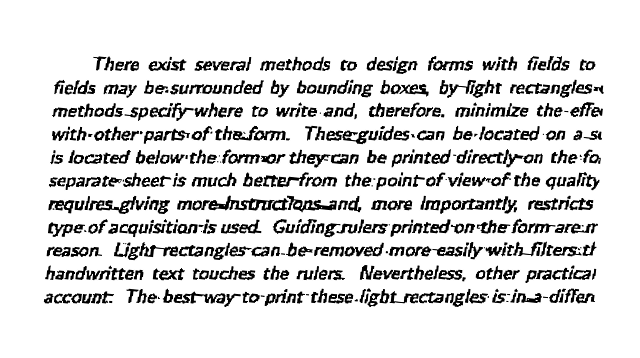 There exist several methods to design forms with fields to
fields may be surrounded by bounding boxes, by light rectangles
methods specify where to write and, therefore, minimize the effe
with other parts of the form. These guides can be located on a s
is located below the form or they can be printed directly on the fo
separate sheet is much better from the point of view of the quality
requires giving more instructions and, more importantly, restricts
type of acquisition is used. Guiding rulers printed on the form are
reason. Light rectangles can be removed more easily with filters th
handwritten text touches the rulers. Nevertheless, other practical
account: The best way to print these light rectangles is in a differ